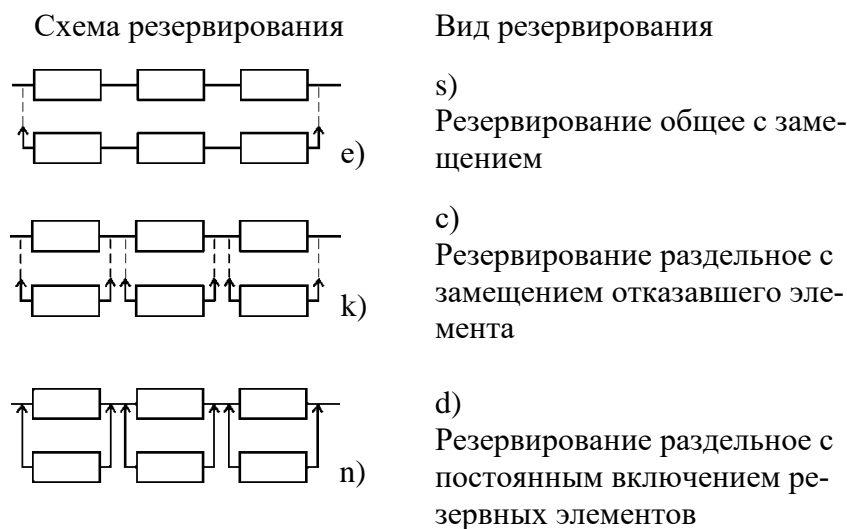 Схема резервирования
Вид резервирования
e)
s)
Резервирование общее с заме-
щением
k)
c)
Резервирование раздельное с
замещением отказавшего эле-
мента
n)
d)
Резервирование раздельное с
постоянным включением ре-
зервных элементов